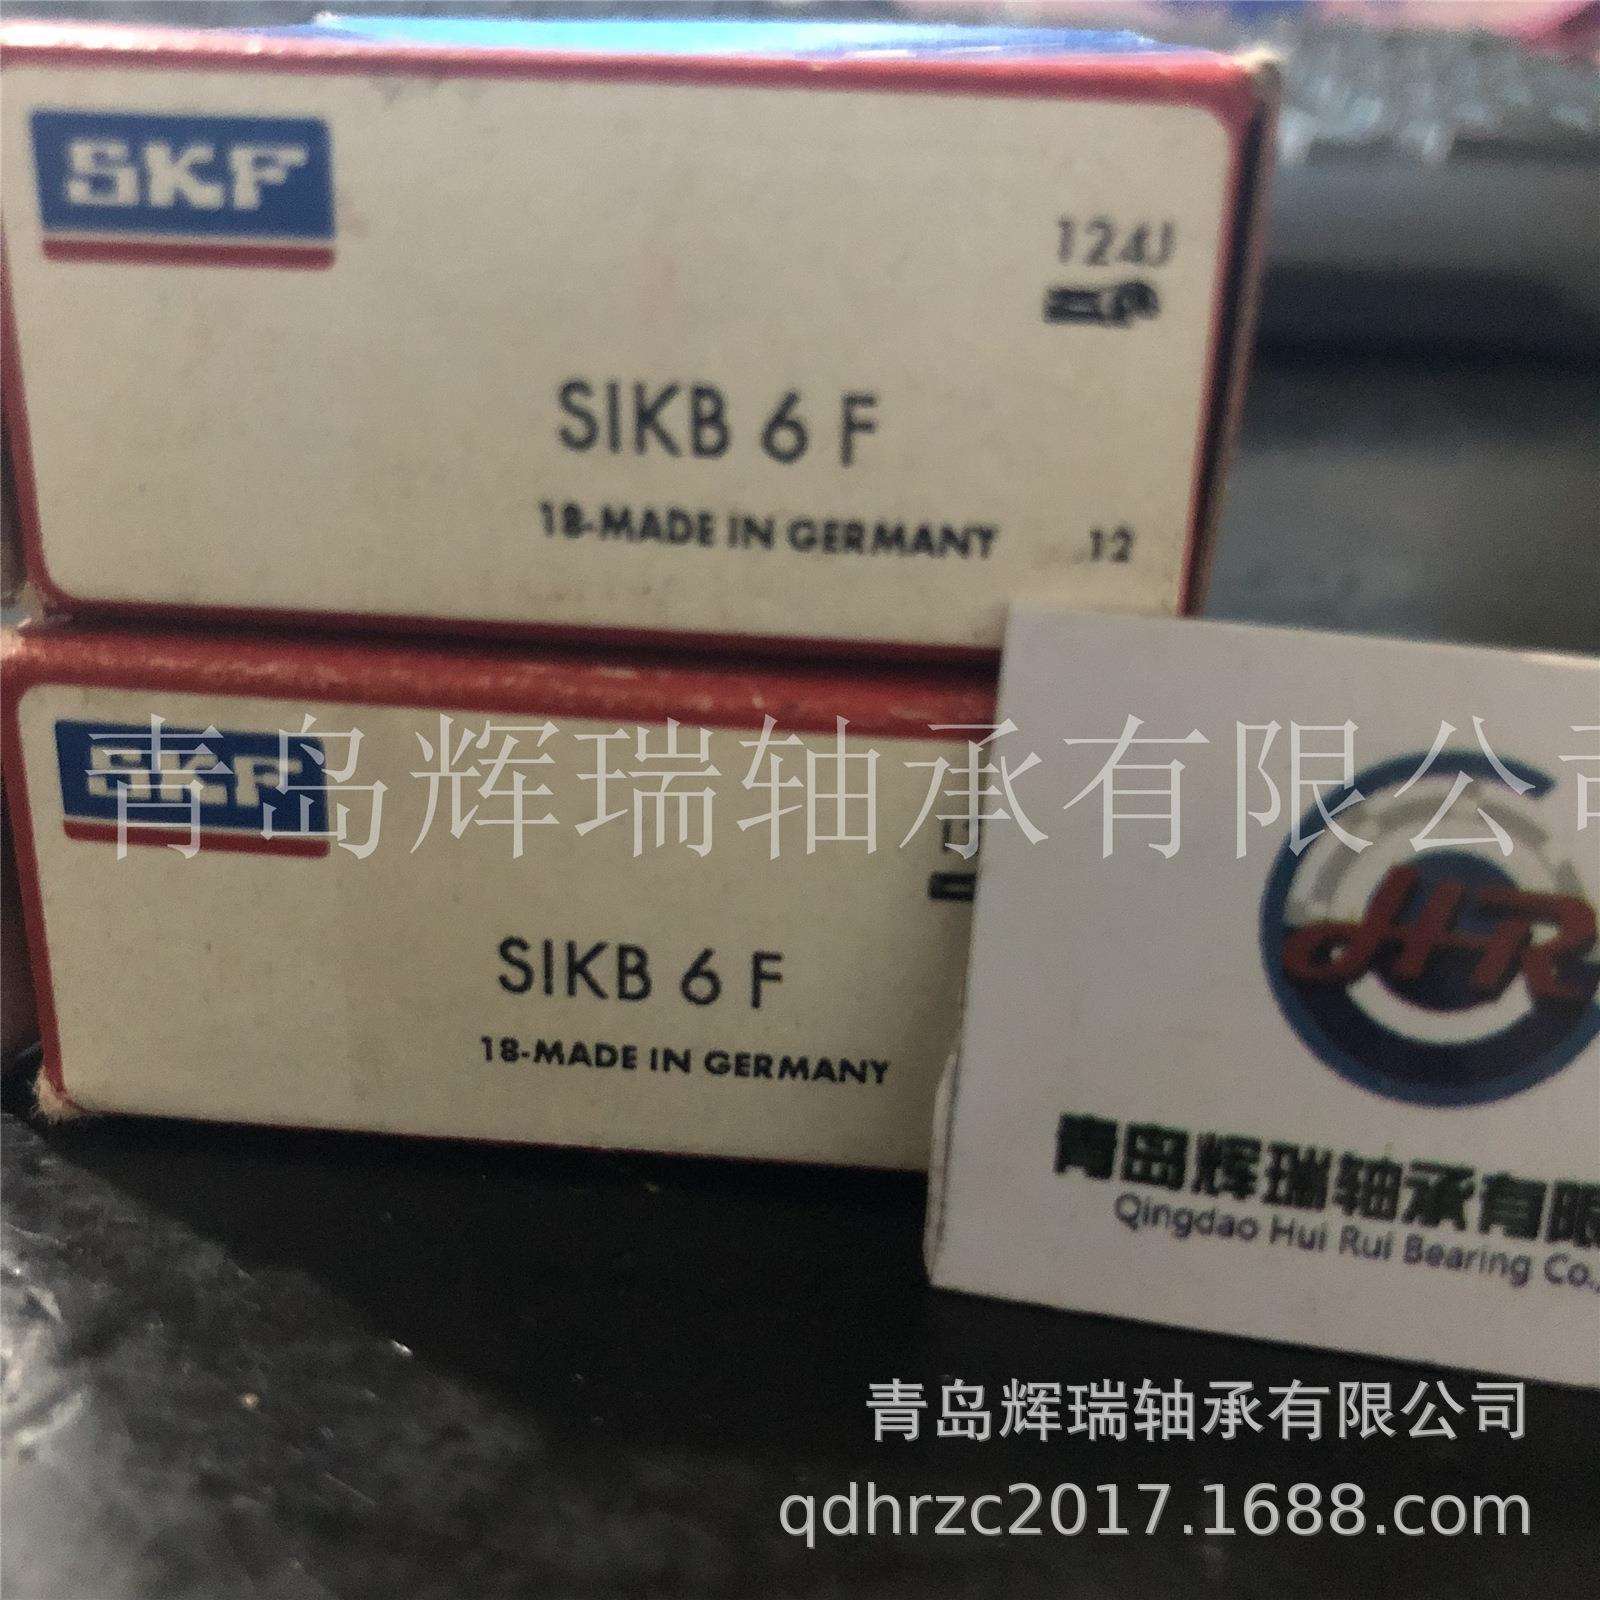 SKF
124J
SIKB 6 F
18-MADE IN GERMANY
12
SKF
SIKB 6 F
18-MADE IN GERMANY
青岛辉瑞轴承有限公司
HR
青岛辉瑞轴承有限
Qingdao Hui Rui Bearing Co.,
青岛辉瑞轴承有限公司
qdhrzc2017.1688.com